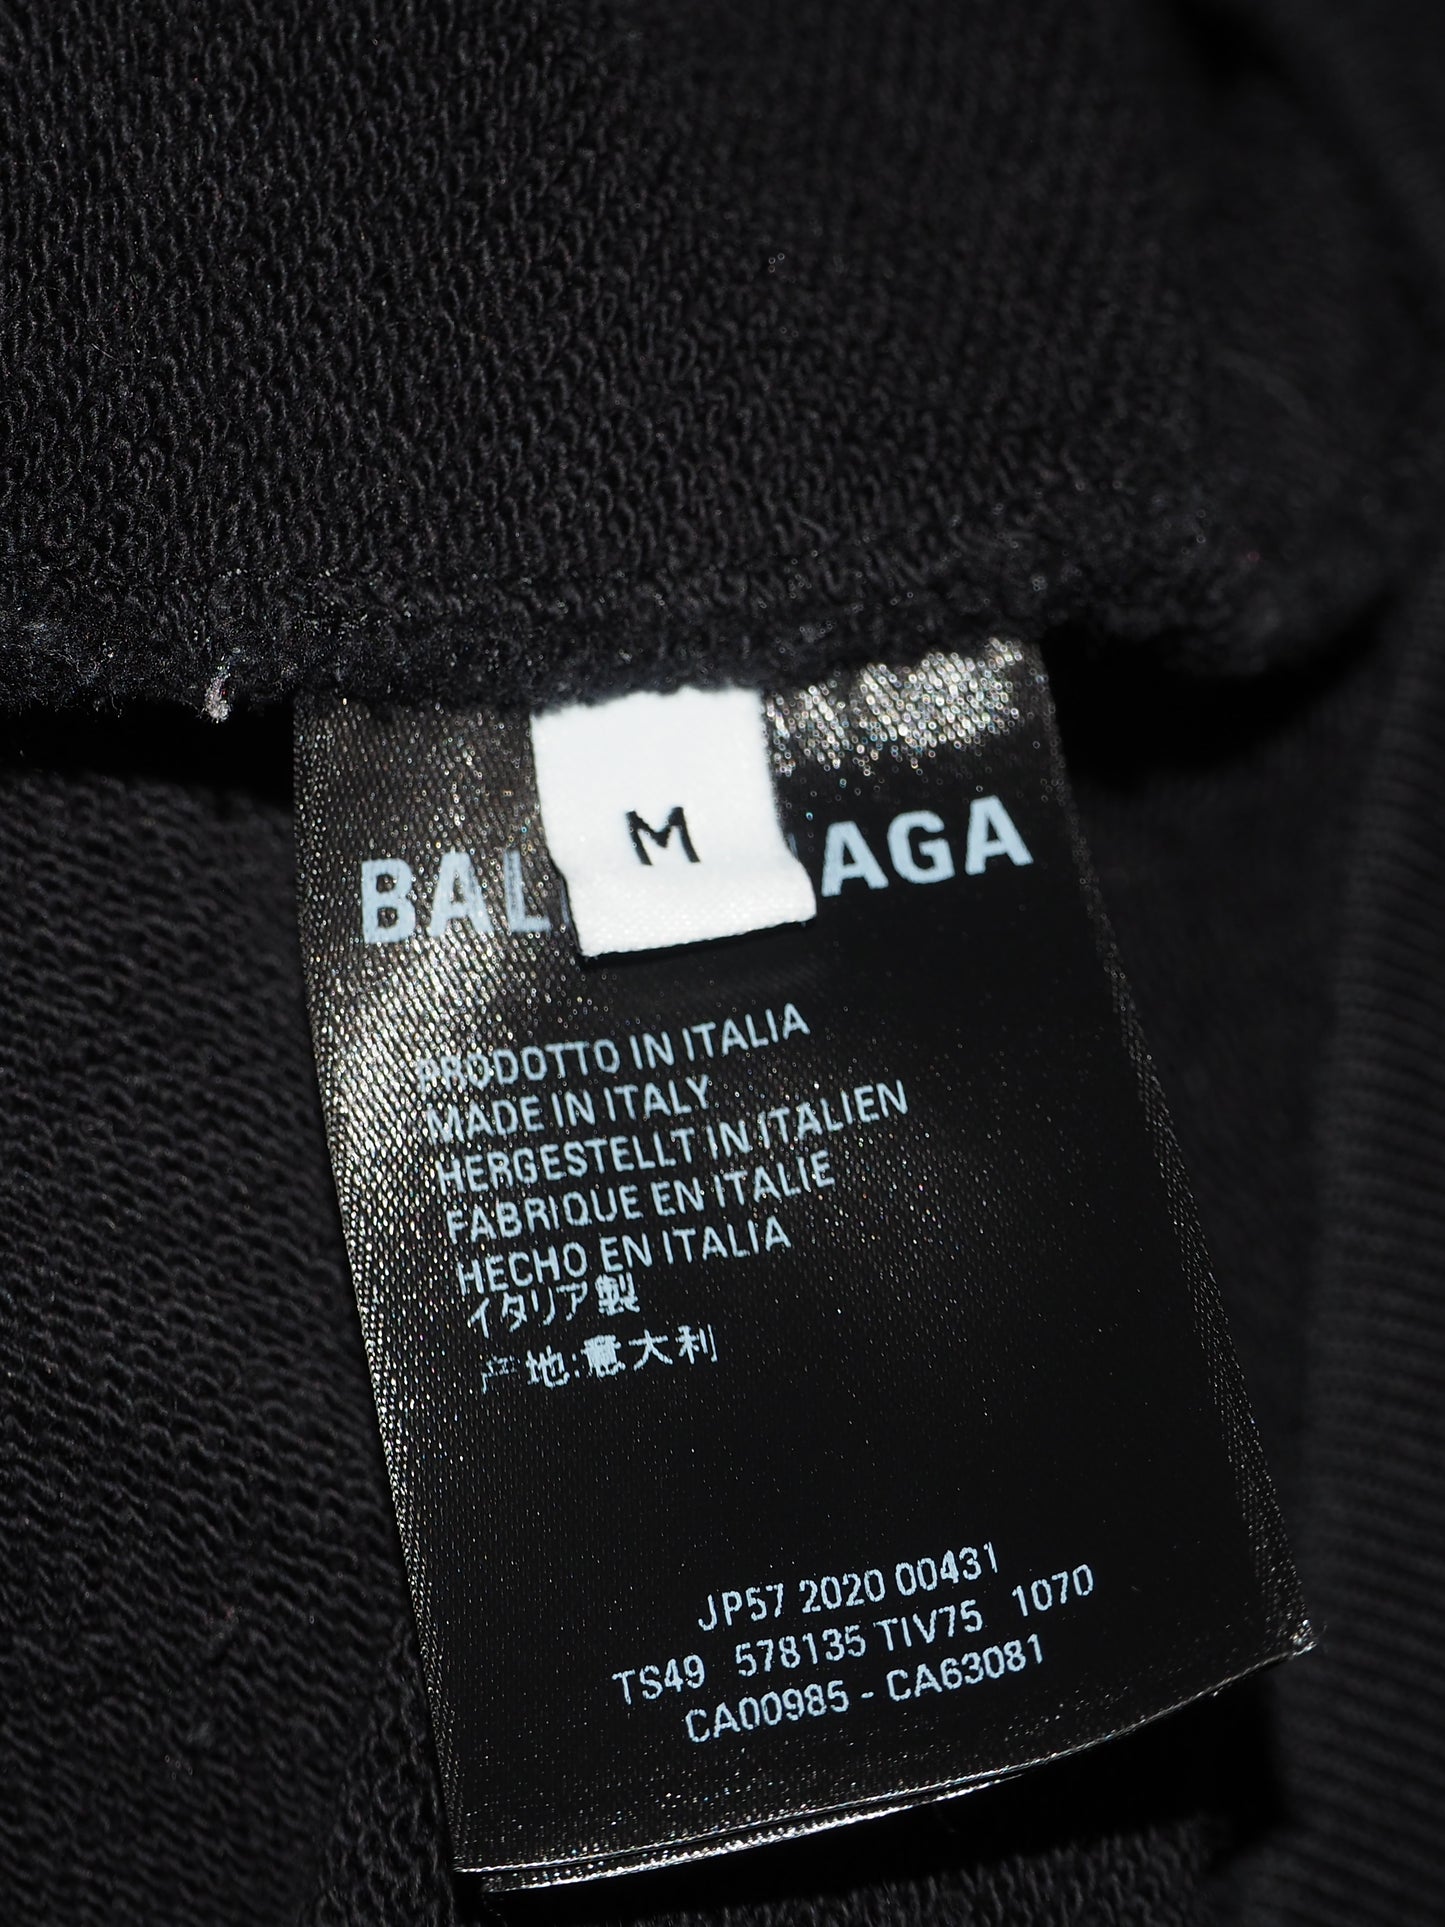 M
BAL AGA
PRODOTTO IN ITALIA
MADE IN ITALY
HERGESTELLT IN ITALIEN
FABRIQUE EN ITALIE
HECHO EN ITALIA
イタリア製
产地:意大利
JP57 2020 00431
TS49 578135 TIV75 1070
CA00985 - CA63081